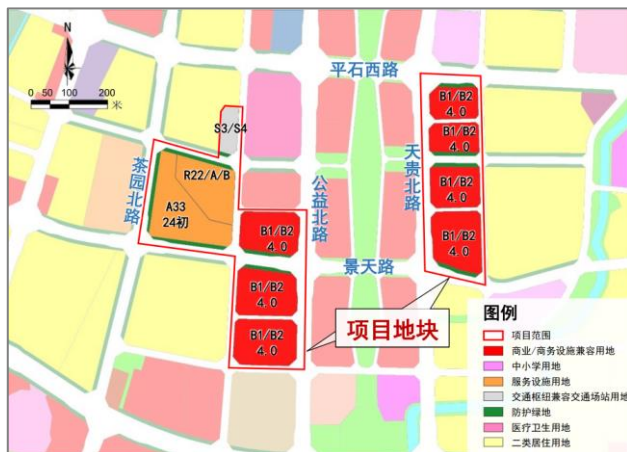 N
0 50 100 200
米
平石西路
S3/S4
B1/B2
4.0
B1/B2
4.0
茶园北路
R22/A/B
天贵北路
公益北路
B1/B2
4.0
A33
24初
B1/B2
4.0
B1/B2
4.0
景天路
B1/B2
4.0
B1/B2
4.0
项目地块
图例
项目范围
商业/商务设施兼容用地
中小学用地
服务设施用地
交通枢纽兼容交通场站用地
防护绿地
医疗卫生用地
二类居住用地